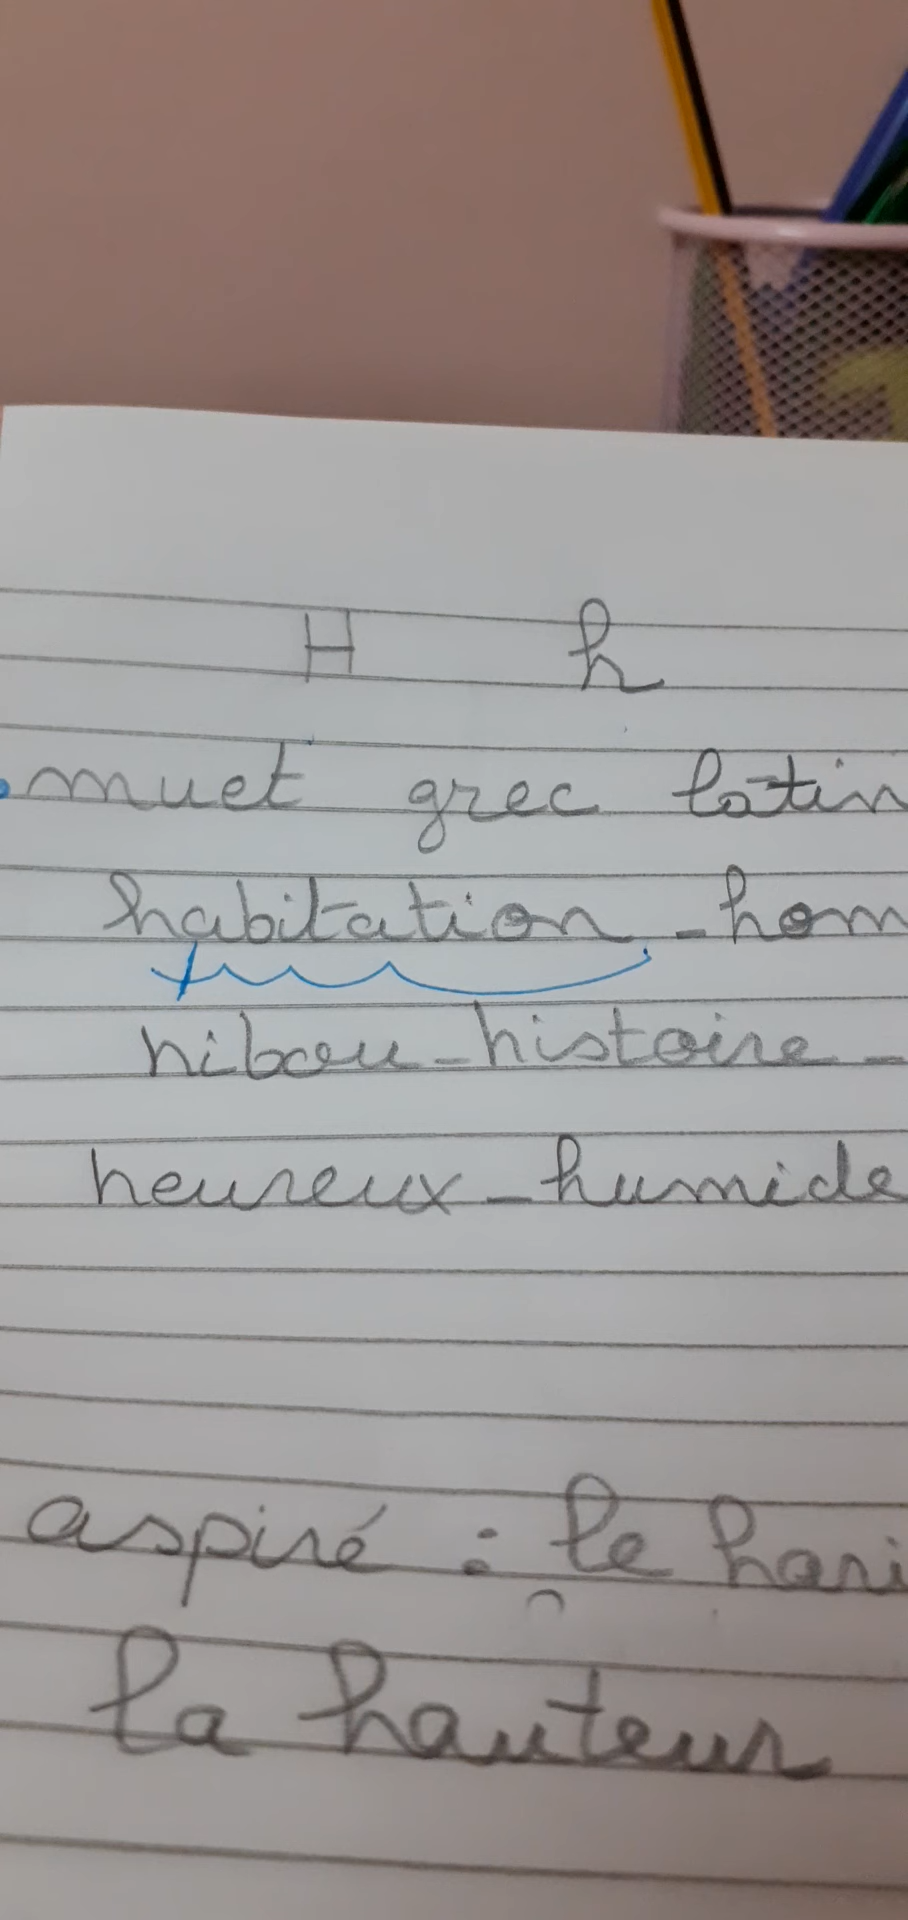 H h
muet grec latin
habitation - hom
hibou - histoire -
heureux - humide
aspiré : le hari
la hauteur